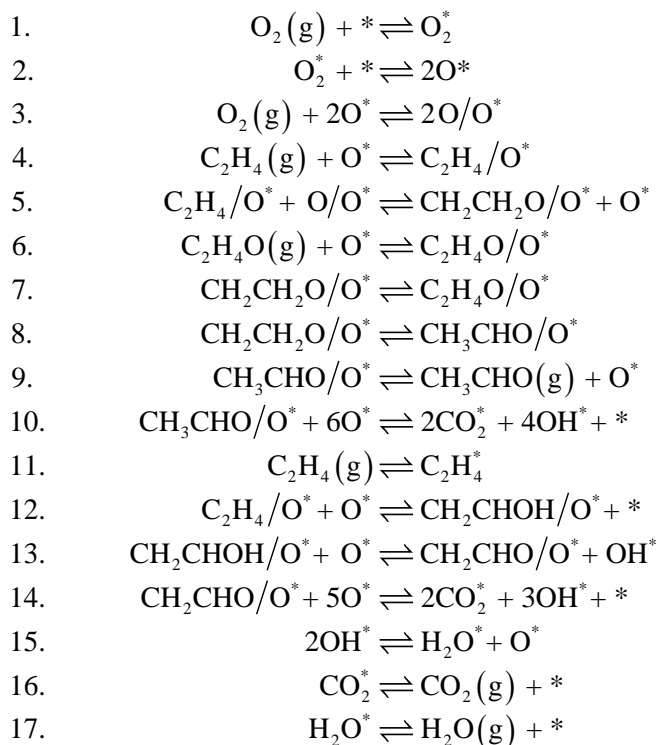 1. O₂(g) + * ⇌ O₂*
2. O₂* + * ⇌ 2O*
3. O₂(g) + 2O* ⇌ 2O/O*
4. C₂H₄(g) + O* ⇌ C₂H₄/O*
5. C₂H₄/O* + O/O* ⇌ CH₂CH₂O/O* + O*
6. C₂H₄O(g) + O* ⇌ C₂H₄O/O*
7. CH₂CH₂O/O* ⇌ C₂H₄O/O*
8. CH₂CH₂O/O* ⇌ CH₃CHO/O*
9. CH₃CHO/O* ⇌ CH₃CHO(g) + O*
10. CH₃CHO/O* + 6O* ⇌ 2CO₂* + 4OH* + *
11. C₂H₄(g) ⇌ C₂H₄*
12. C₂H₄/O* + O* ⇌ CH₂CHOH/O* + *
13. CH₂CHOH/O* + O* ⇌ CH₂CHO/O* + OH*
14. CH₂CHO/O* + 5O* ⇌ 2CO₂* + 3OH* + *
15. 2OH* ⇌ H₂O* + O*
16. CO₂* ⇌ CO₂(g) + *
17. H₂O* ⇌ H₂O(g) + *